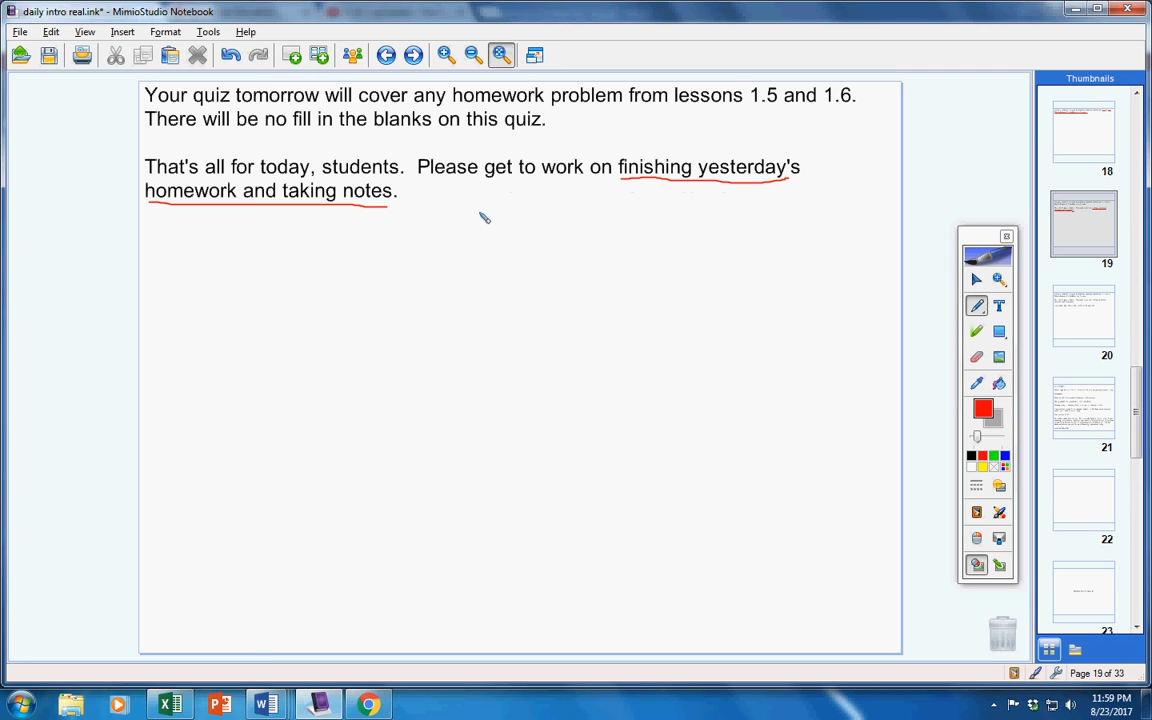 daily intro real.ink* - MimioStudio Notebook
File Edit View Insert Format Tools Help
Your quiz tomorrow will cover any homework problem from lessons 1.5 and 1.6.
There will be no fill in the blanks on this quiz.
That's all for today, students.  Please get to work on finishing yesterday's
homework and taking notes.
Thumbnails
18
19
20
21
22
23
Page 19 of 33
11:59 PM
8/23/2017